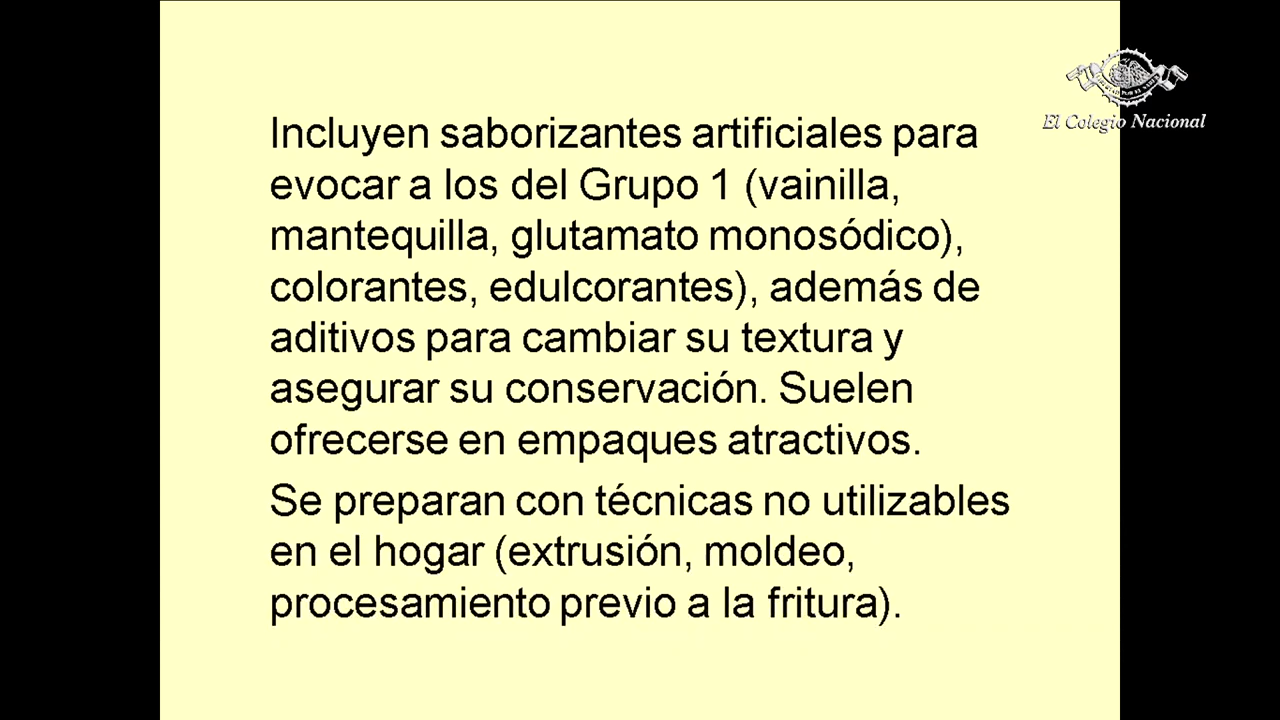 El Colegio Nacional
Incluyen saborizantes artificiales para
evocar a los del Grupo 1 (vainilla,
mantequilla, glutamato monosódico),
colorantes, edulcorantes), además de
aditivos para cambiar su textura y
asegurar su conservación. Suelen
ofrecerse en empaques atractivos.
Se preparan con técnicas no utilizables
en el hogar (extrusión, moldeo,
procesamiento previo a la fritura).